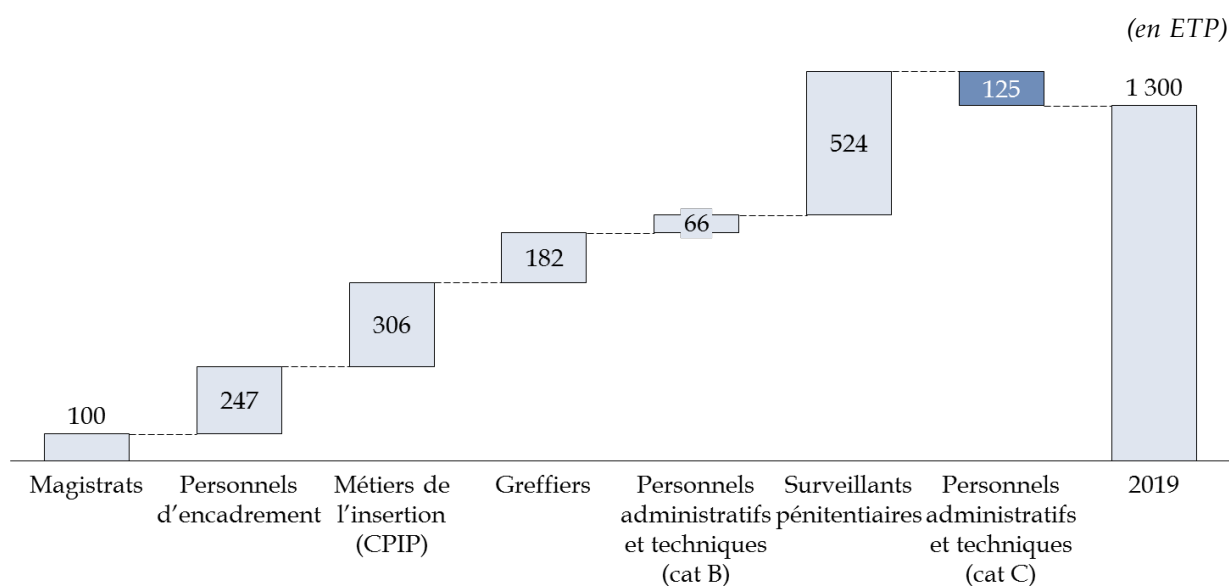 (en ETP)
125
1 300
524
66
182
306
247
100
Magistrats
Personnels
d'encadrement
Métiers de
l'insertion
(CPIP)
Greffiers
Personnels
administratifs
et techniques
(cat B)
Surveillants
pénitentiaires
Personnels
administratifs
et techniques
(cat C)
2019